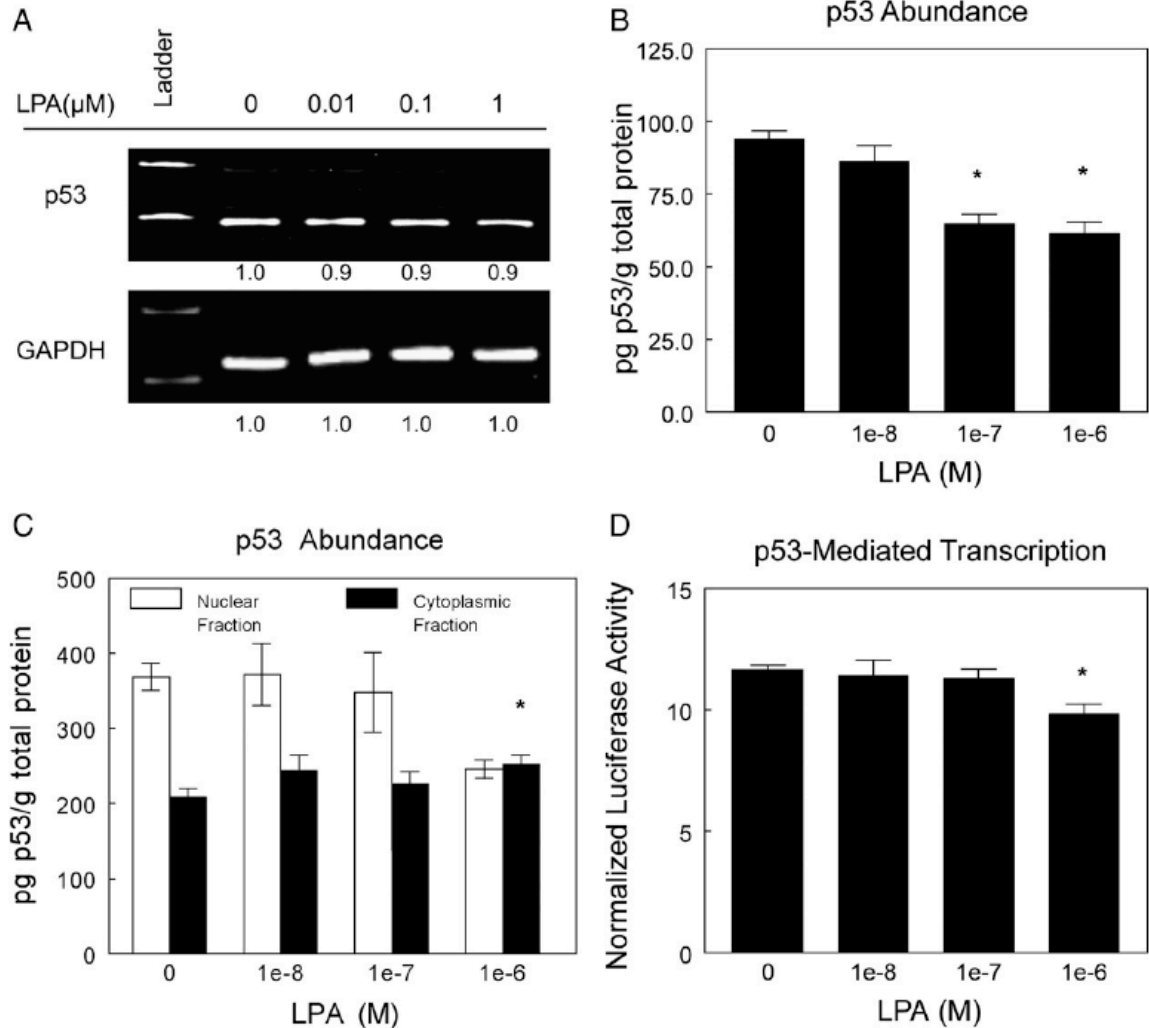 A
Ladder
LPA(µM) 0 0.01 0.1 1
p53
1.0 0.9 0.9 0.9
GAPDH
1.0 1.0 1.0 1.0
B
p53 Abundance
pg p53/g total protein
125.0
100.0
75.0
50.0
25.0
0.0
* *
0 1e-8 1e-7 1e-6
LPA (M)
C
p53 Abundance
pg p53/g total protein
500
400
300
200
100
0
Nuclear
Fraction
Cytoplasmic
Fraction
*
0 1e-8 1e-7 1e-6
LPA (M)
D
p53-Mediated Transcription
Normalized Luciferase Activity
15
10
5
0
*
0 1e-8 1e-7 1e-6
LPA (M)